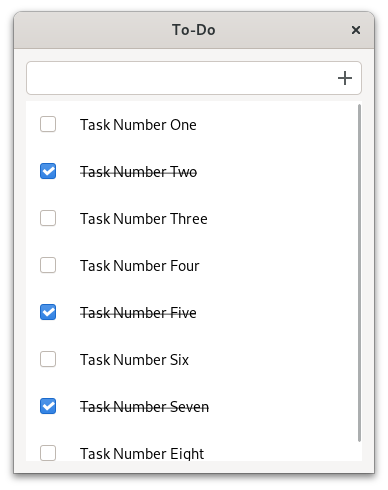 To-Do
Task Number One
Task Number Two
Task Number Three
Task Number Four
Task Number Five
Task Number Six
Task Number Seven
Task Number Eight